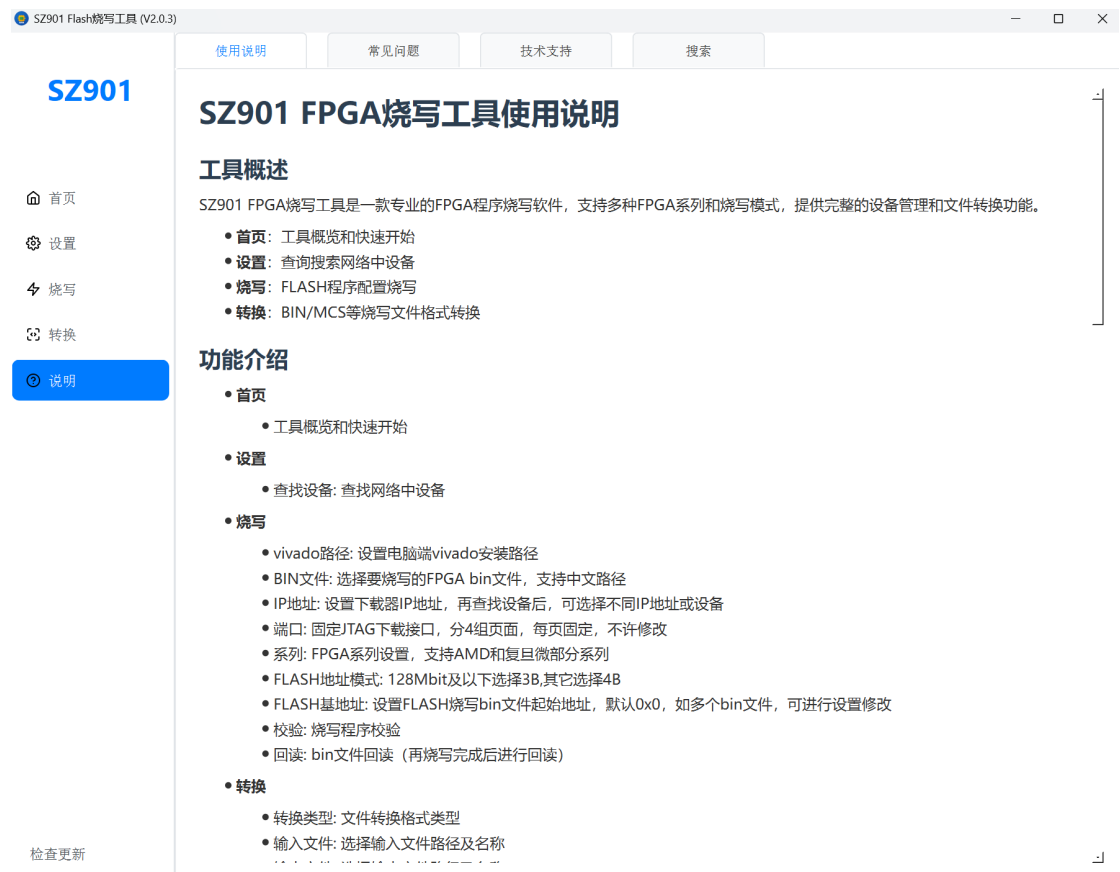 SZ901 Flash烧写工具 (V2.0.3)
使用说明
常见问题
技术支持
搜索
SZ901
首页
设置
烧写
转换
说明
检查更新
SZ901 FPGA烧写工具使用说明
工具概述
SZ901 FPGA烧写工具是一款专业的FPGA程序烧写软件，支持多种FPGA系列和烧写模式，提供完整的设备管理和文件转换功能。
首页：工具概览和快速开始
设置：查询搜索网络中设备
烧写：FLASH程序配置烧写
转换：BIN/MCS等烧写文件格式转换
功能介绍
首页
工具概览和快速开始
设置
查找设备: 查找网络中设备
烧写
vivado路径: 设置电脑端vivado安装路径
BIN文件: 选择要烧写的FPGA bin文件，支持中文路径
IP地址: 设置下载器IP地址，再查找设备后，可选择不同IP地址或设备
端口: 固定JTAG下载接口，分4组页面，每页固定，不许修改
系列: FPGA系列设置，支持AMD和复旦微部分系列
FLASH地址模式: 128Mbit及以下选择3B,其它选择4B
FLASH基地址: 设置FLASH烧写bin文件起始地址，默认0x0，如多个bin文件，可进行设置修改
校验: 烧写程序校验
回读: bin文件回读（再烧写完成后进行回读）
转换
转换类型: 文件转换格式类型
输入文件: 选择输入文件路径及名称